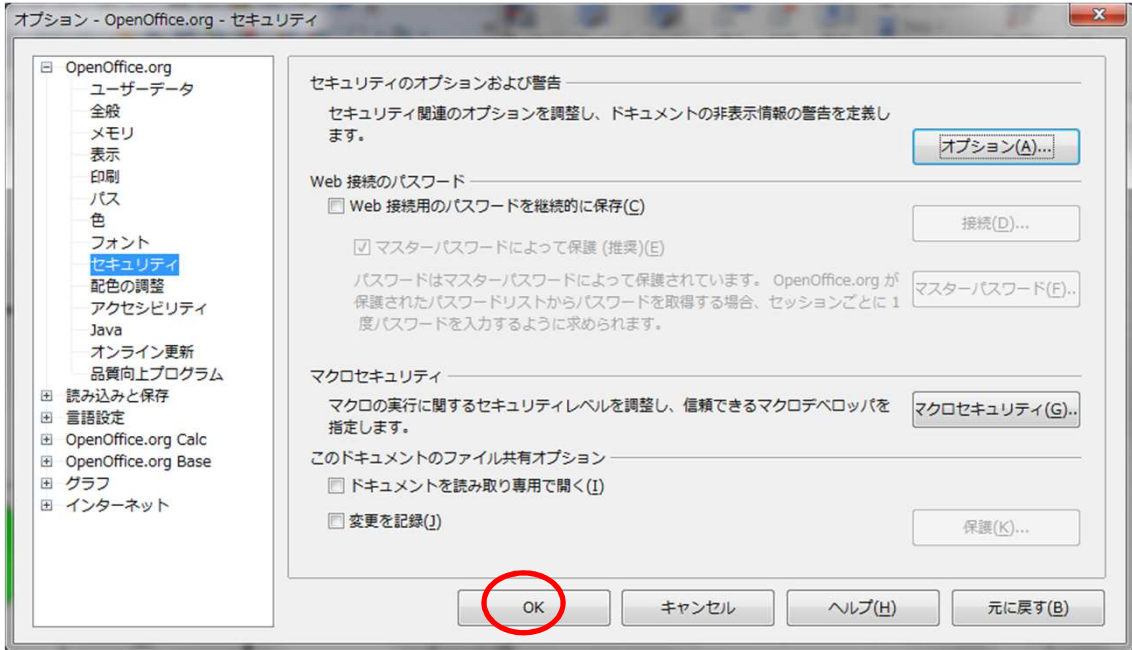 オプション - OpenOffice.org - セキュリティ
OpenOffice.org
ユーザーデータ
全般
メモリ
表示
印刷
パス
色
フォント
セキュリティ
配色の調整
アクセシビリティ
Java
オンライン更新
品質向上プログラム
読み込みと保存
言語設定
OpenOffice.org Calc
OpenOffice.org Base
グラフ
インターネット
セキュリティのオプションおよび警告
セキュリティ関連のオプションを調整し、ドキュメントの非表示情報の警告を定義し
ます。
オプション(A)...
Web 接続のパスワード
Web 接続用のパスワードを継続的に保存(C)
接続(D)...
マスターパスワードによって保護 (推奨)(E)
パスワードはマスターパスワードによって保護されています。 OpenOffice.org が
保護されたパスワードリストからパスワードを取得する場合、セッションごとに 1
度パスワードを入力するように求められます。
マスターパスワード(F)..
マクロセキュリティ
マクロの実行に関するセキュリティレベルを調整し、信頼できるマクロデベロッパを
指定します。
マクロセキュリティ(G)..
このドキュメントのファイル共有オプション
ドキュメントを読み取り専用で開く(I)
変更を記録(J)
保護(K)...
OK
キャンセル
ヘルプ(H)
元に戻す(B)